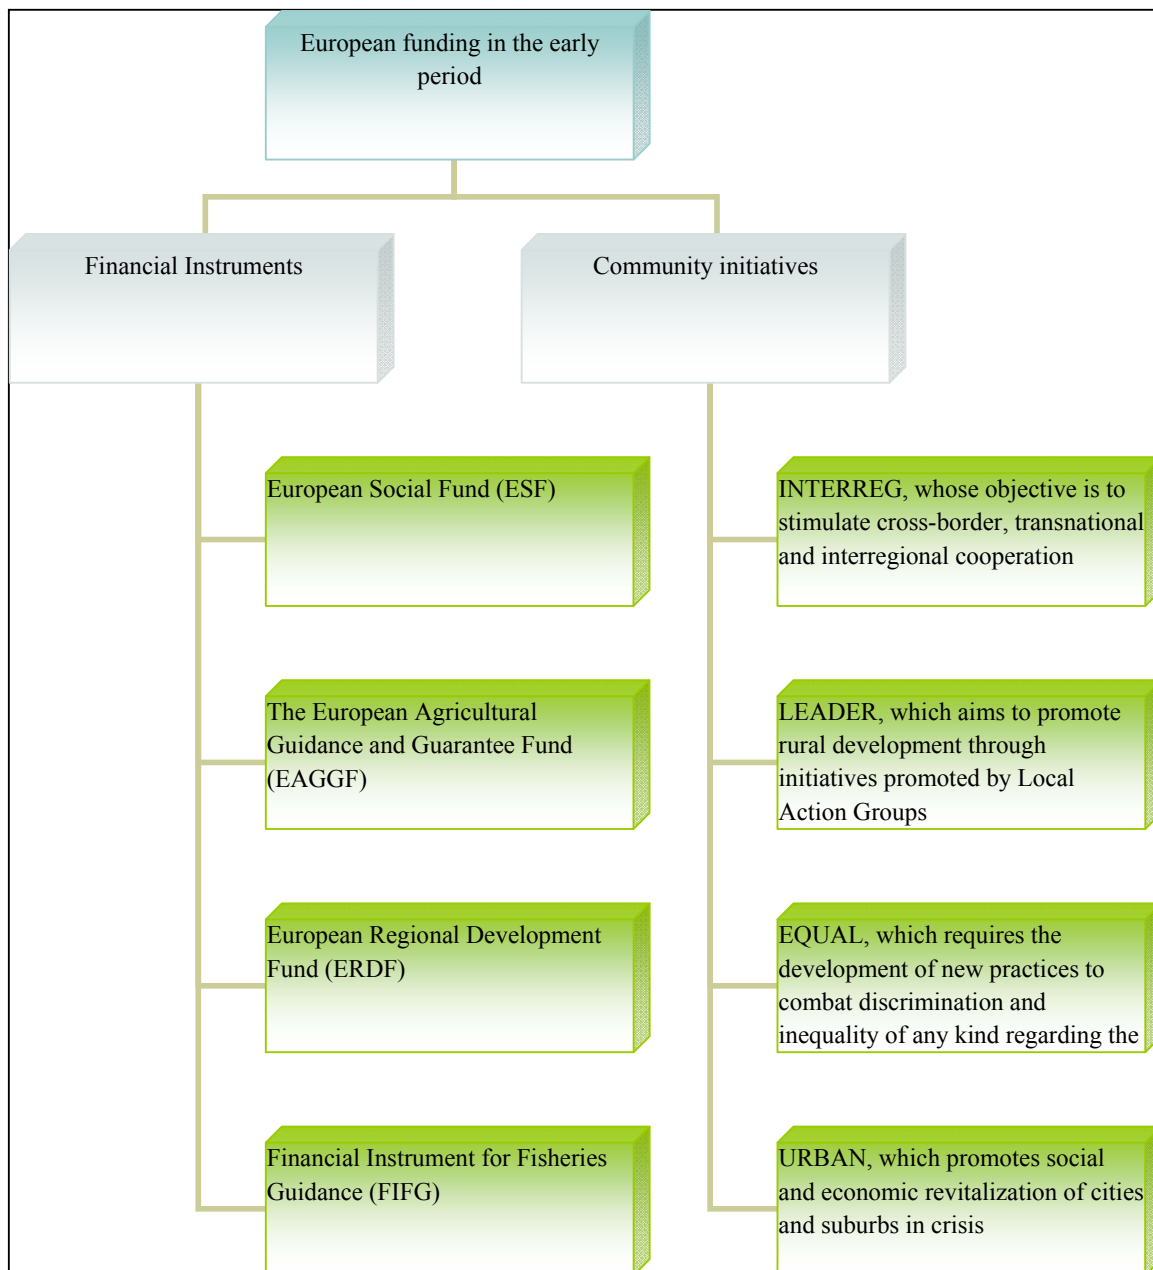 European funding in the early
period
Financial Instruments
Community initiatives
European Social Fund (ESF)
INTERREG, whose objective is to
stimulate cross-border, transnational
and interregional cooperation
The European Agricultural
Guidance and Guarantee Fund
(EAGGF)
LEADER, which aims to promote
rural development through
initiatives promoted by Local
Action Groups
European Regional Development
Fund (ERDF)
EQUAL, which requires the
development of new practices to
combat discrimination and
inequality of any kind regarding the
Financial Instrument for Fisheries
Guidance (FIFG)
URBAN, which promotes social
and economic revitalization of cities
and suburbs in crisis